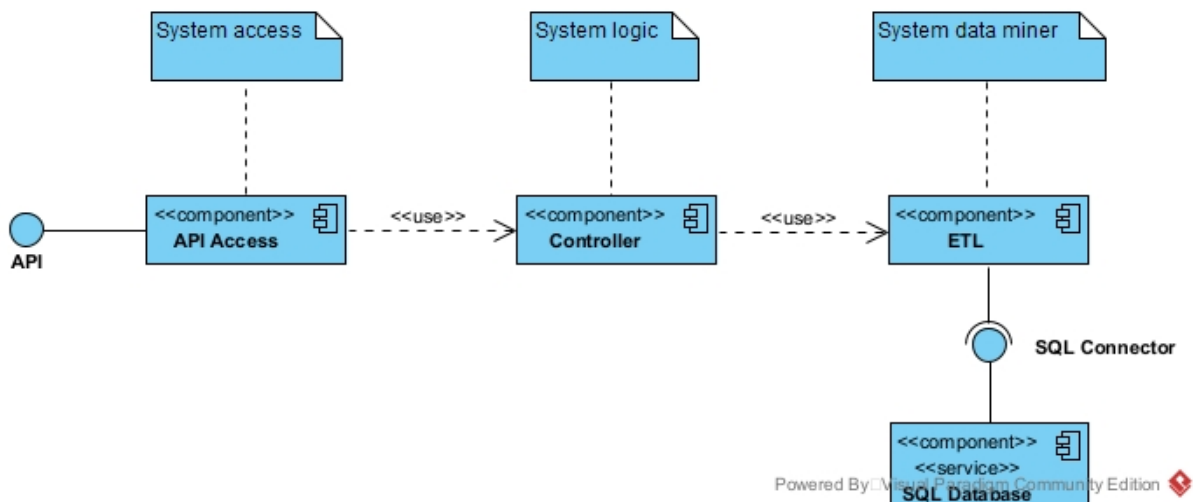 System access
System logic
System data miner
<<component>>
API Access
<<use>>
<<component>>
Controller
<<use>>
<<component>>
ETL
API
SQL Connector
<<component>>
<<service>>
SQL Database
Powered By Visual Paradigm Community Edition